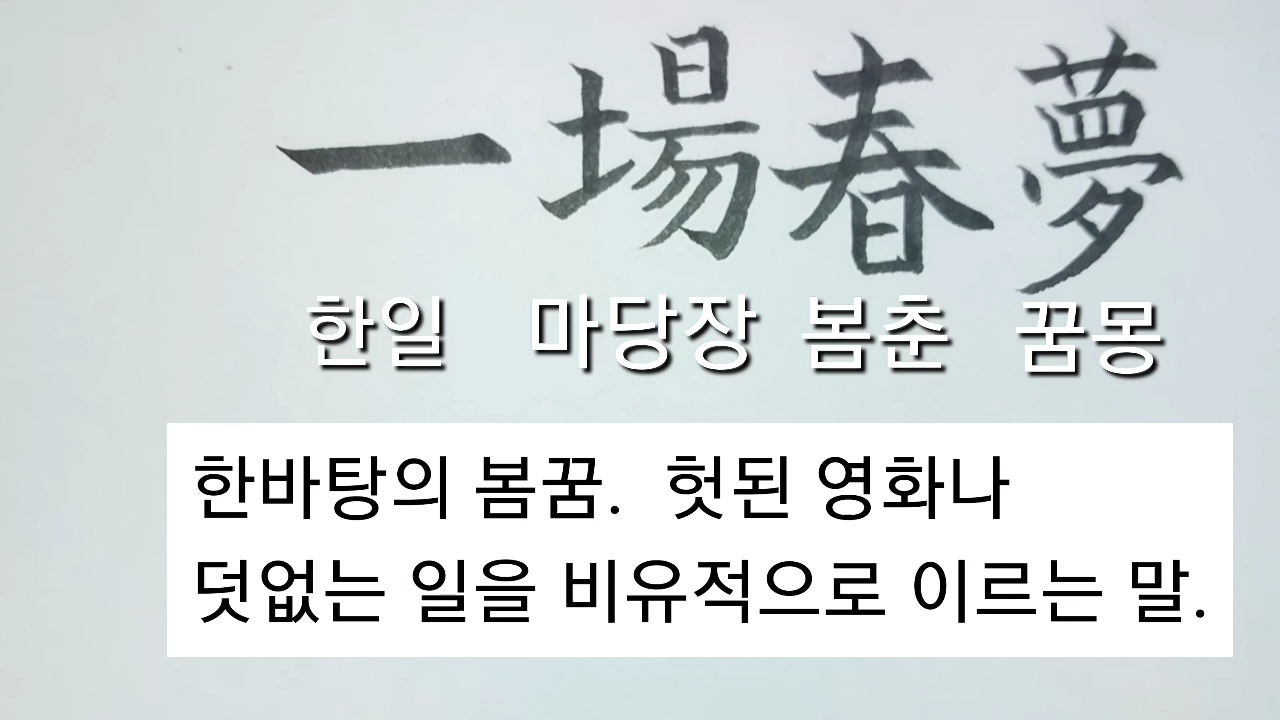 一場春夢
한일 마당장 봄춘 꿈몽
한바탕의 봄꿈. 헛된 영화나
덧없는 일을 비유적으로 이르는 말.